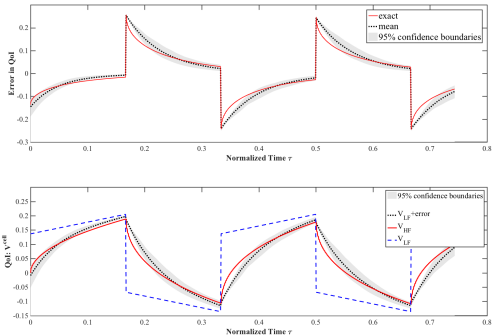 0.3
0.2
0.1
0
-0.1
-0.2
-0.3
Error in QoI
exact
mean
95% confidence boundaries
0 0.1 0.2 0.3 0.4 0.5 0.6 0.7 0.8
Normalized Time τ
0.25
0.2
0.15
0.1
0.05
0
-0.05
-0.1
-0.15
QoI: V^cell
95% confidence boundaries
V_LF+error
V_HF
V_LF
0 0.1 0.2 0.3 0.4 0.5 0.6 0.7 0.8
Normalized Time τ